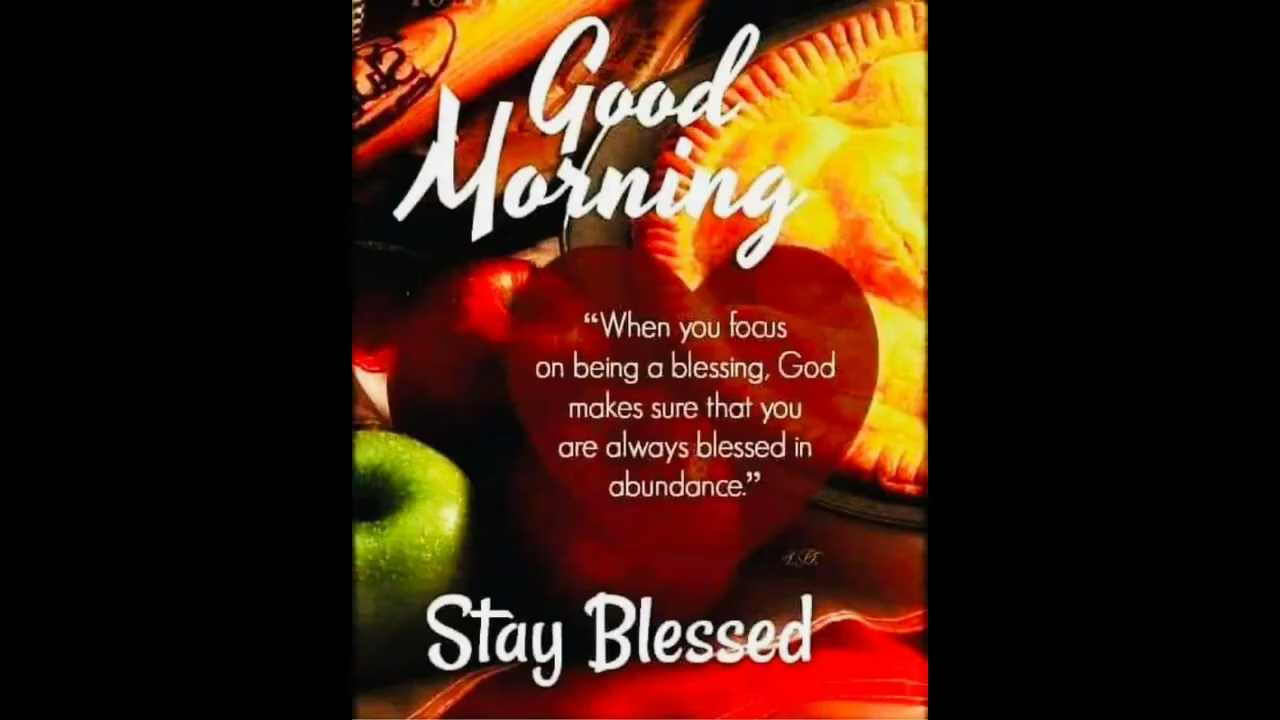 Good
Morning
“When you focus
on being a blessing, God
makes sure that you
are always blessed in
abundance.”
Stay Blessed